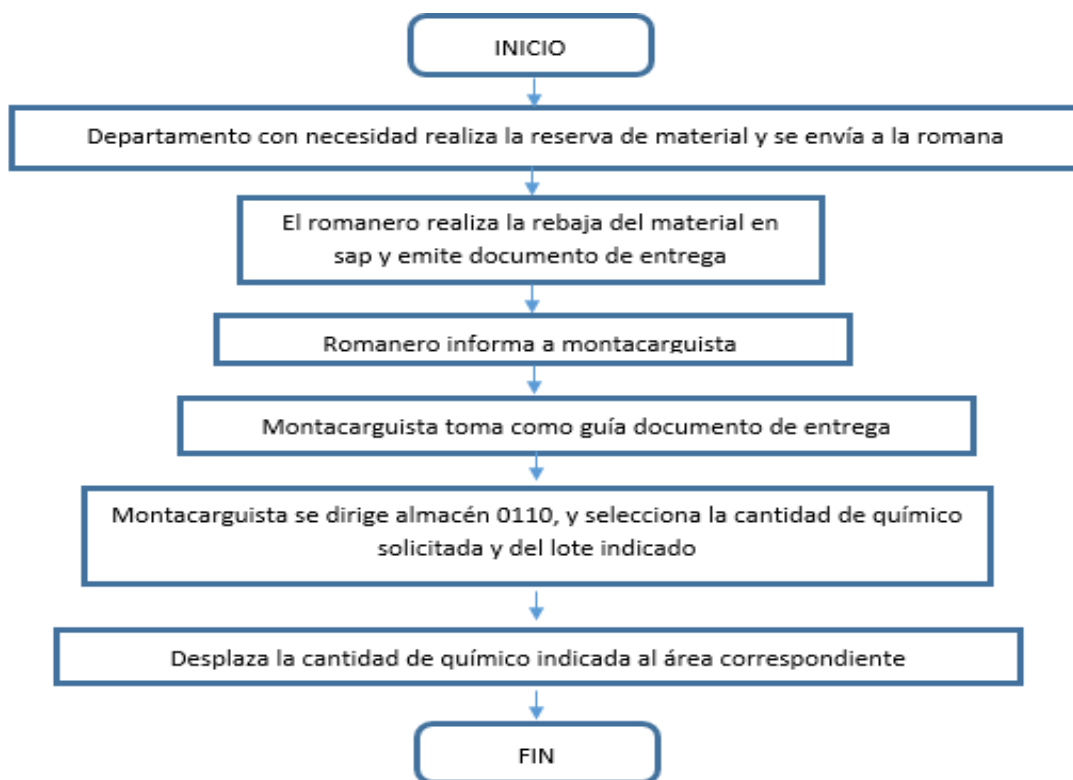 INICIO
Departamento con necesidad realiza la reserva de material y se envía a la romana
El romanero realiza la rebaja del material en
sap y emite documento de entrega
Romanero informa a montacarguista
Montacarguista toma como guía documento de entrega
Montacarguista se dirige almacén 0110, y selecciona la cantidad de químico
solicitada y del lote indicado
Desplaza la cantidad de químico indicada al área correspondiente
FIN